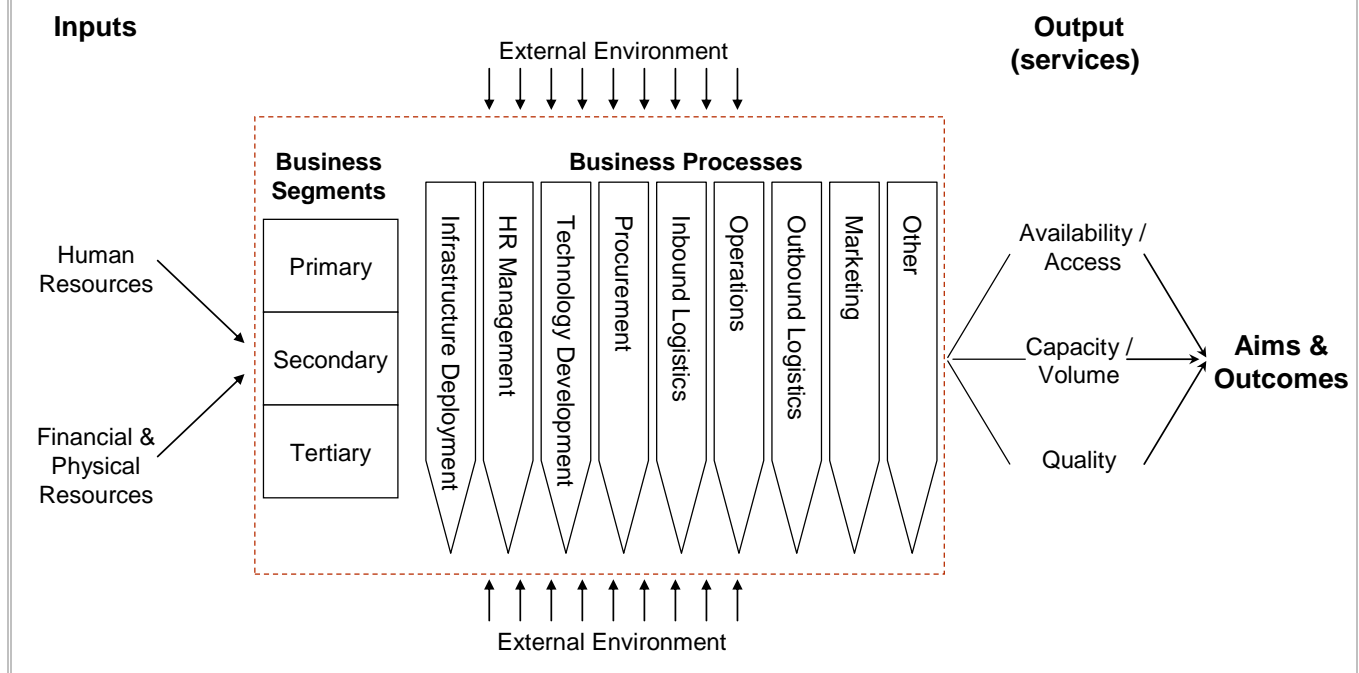 Inputs
Output
(services)
External Environment
Business
Segments
Business Processes
Human
Resources
Financial &
Physical
Resources
Primary
Secondary
Tertiary
Infrastructure Deployment
HR Management
Technology Development
Procurement
Inbound Logistics
Operations
Outbound Logistics
Marketing
Other
Availability /
Access
Capacity /
Volume
Quality
Aims &
Outcomes
External Environment